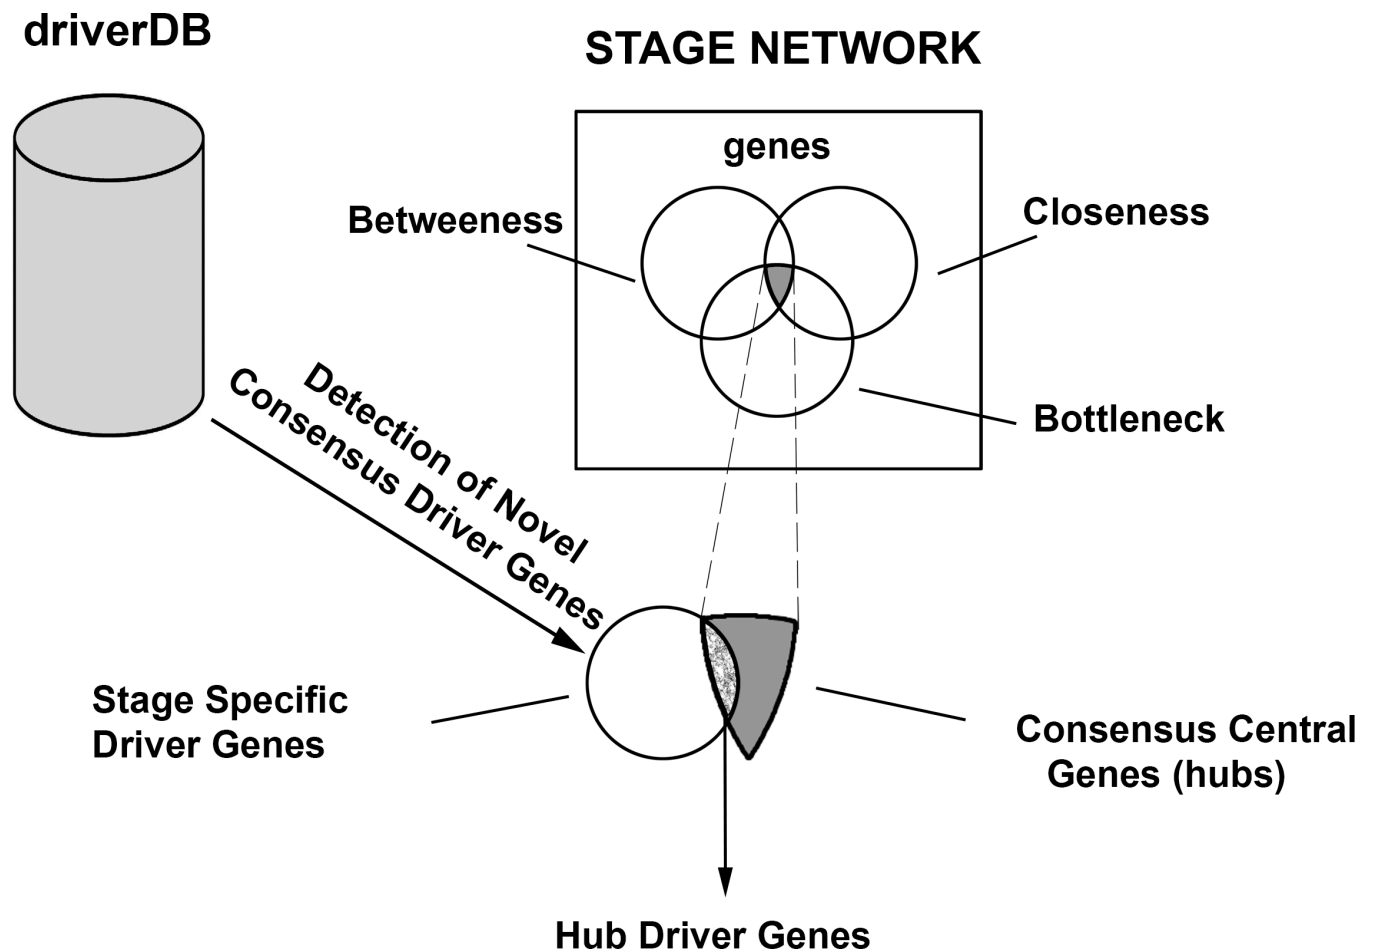 driverDB
STAGE NETWORK
genes
Betweeness
Closeness
Bottleneck
Detection of Novel
Consensus Driver Genes
Stage Specific
Driver Genes
Consensus Central
Genes (hubs)
Hub Driver Genes